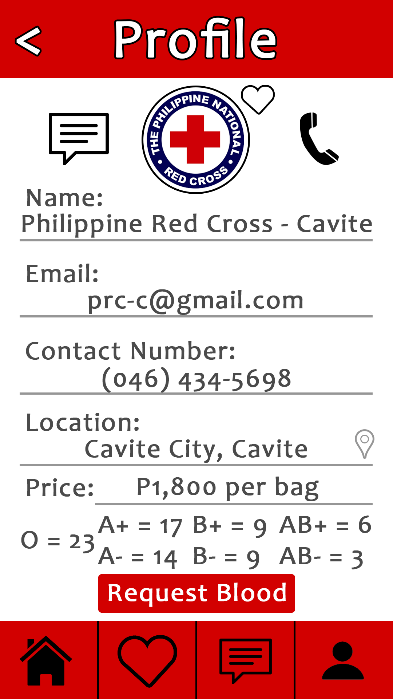 <
Profile
THE PHILIPPINE NATIONAL
RED CROSS
Name:
Philippine Red Cross - Cavite
Email:
prc-c@gmail.com
Contact Number:
(046) 434-5698
Location:
Cavite City, Cavite
Price: P1,800 per bag
O = 23
A+ = 17 B+ = 9 AB+ = 6
A- = 14 B- = 9 AB- = 3
Request Blood